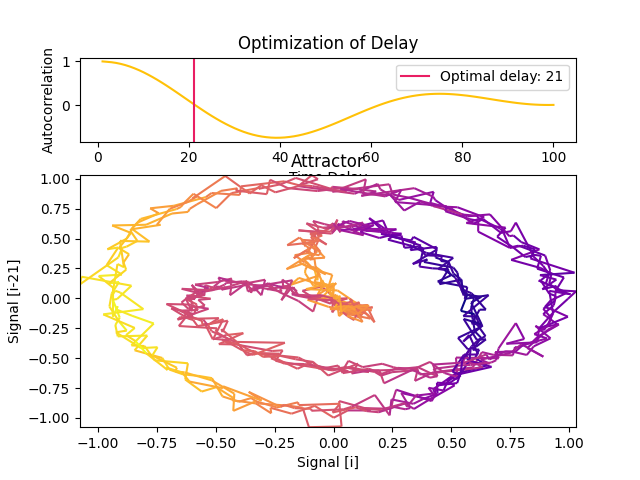 Optimization of Delay
Autocorrelation
1
0
Optimal delay: 21
0 20 40 60 80 100
Time Delay
Attractor
Signal [i-21]
1.00
0.75
0.50
0.25
0.00
−0.25
−0.50
−0.75
−1.00
−1.00 −0.75 −0.50 −0.25 0.00 0.25 0.50 0.75 1.00
Signal [i]